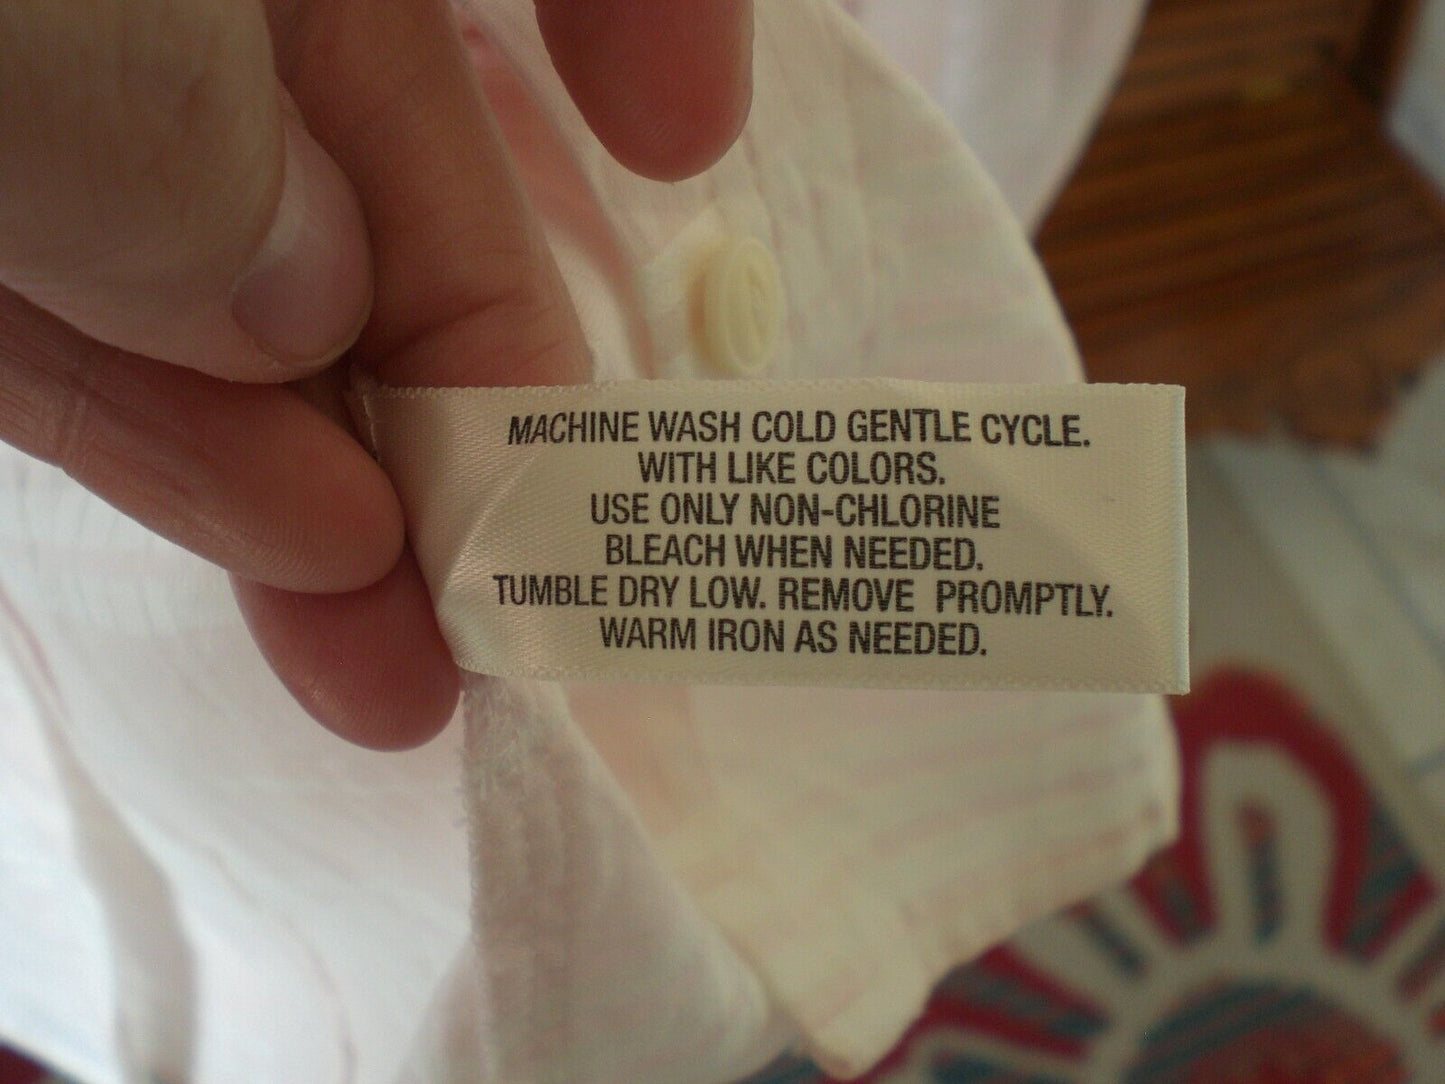 MACHINE WASH COLD GENTLE CYCLE.
WITH LIKE COLORS.
USE ONLY NON-CHLORINE
BLEACH WHEN NEEDED.
TUMBLE DRY LOW. REMOVE PROMPTLY.
WARM IRON AS NEEDED.